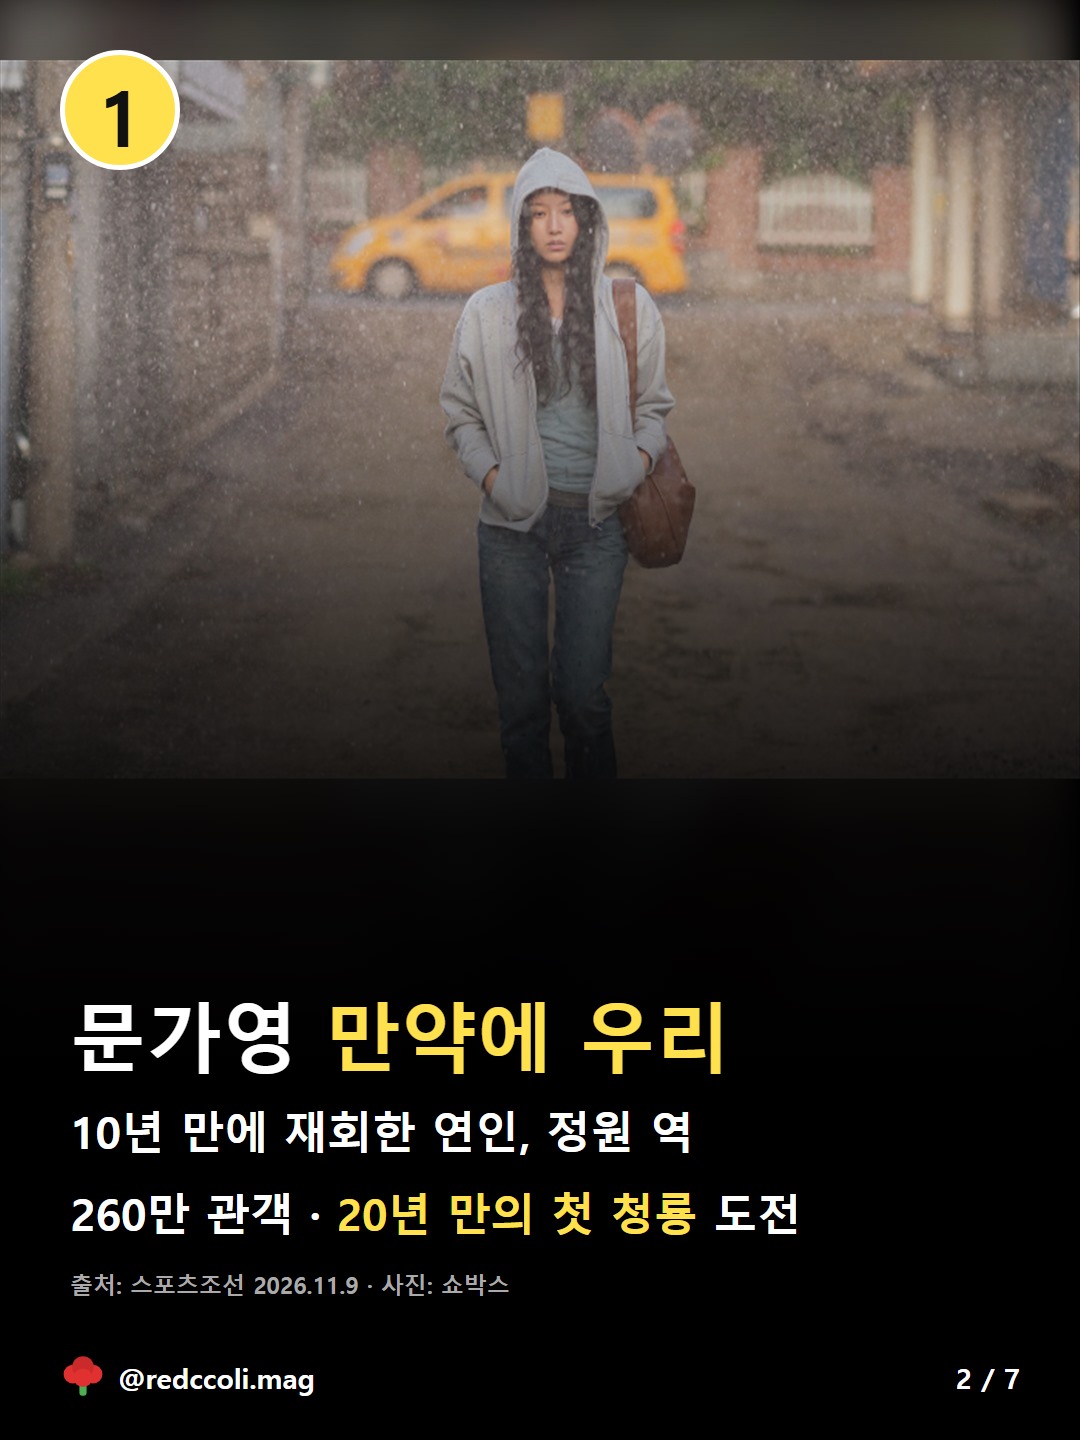 1
문가영 만약에 우리
10년 만에 재회한 연인, 정원 역
260만 관객 · 20년 만의 첫 청룡 도전
출처: 스포츠조선 2026.11.9 · 사진: 쇼박스
@redccoli.mag
2 / 7